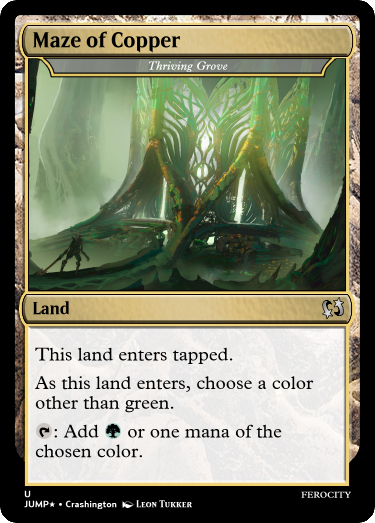 Maze of Copper
Thriving Grove
Land
This land enters tapped.
As this land enters, choose a color
other than green.
: Add or one mana of the
chosen color.
U
JUMP★ • Crashington LEON TUKKER
FEROCITY